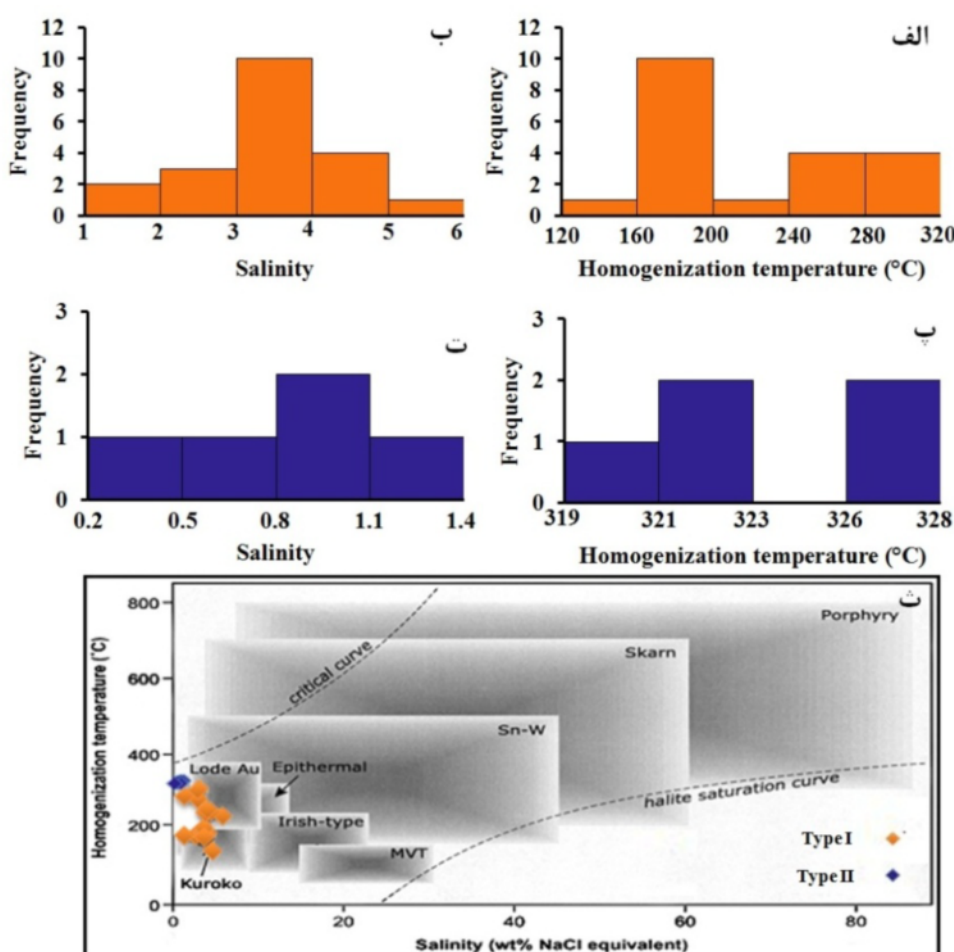 ب
Frequency
12
10
8
6
4
2
0
1 2 3 4 5 6
Salinity
الف
Frequency
12
10
8
6
4
2
0
120 160 200 240 280 320
Homogenization temperature (°C)
ت
Frequency
3
2
1
0
0.2 0.5 0.8 1.1 1.4
Salinity
پ
Frequency
3
2
1
0
319 321 323 326 328
Homogenization temperature (°C)
ث
Homogenization temperature (°C)
800
600
400
200
0
Porphyry
Skarn
critical curve
Sn-W
Lode Au
Epithermal
Irish-type
halite saturation curve
MVT
Kuroko
Type I
Type II
0 20 40 60 80
Salinity (wt% NaCl equivalent)